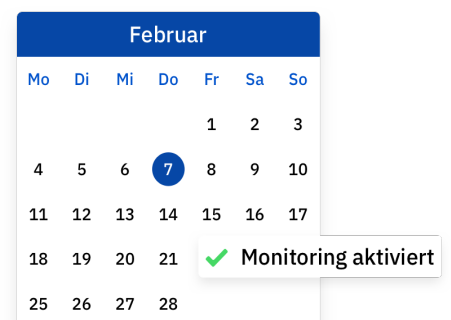 Februar
Mo Di Mi Do Fr Sa So
1 2 3
4 5 6 7 8 9 10
11 12 13 14 15 16 17
18 19 20 21
Monitoring aktiviert
25 26 27 28